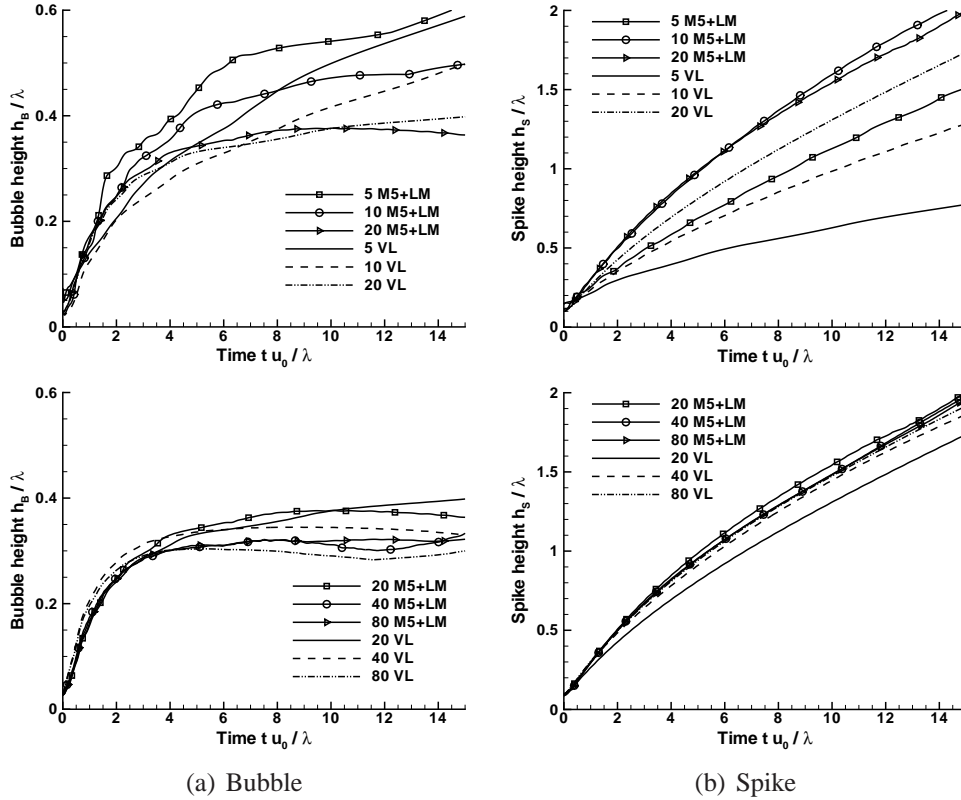 Bubble height h_B / λ
0.6
0.4
0.2
0
5 M5+LM
10 M5+LM
20 M5+LM
5 VL
10 VL
20 VL
0 2 4 6 8 10 12 14
Time t u_0 / λ
Spike height h_S / λ
2
1.5
1
0.5
0
5 M5+LM
10 M5+LM
20 M5+LM
5 VL
10 VL
20 VL
0 2 4 6 8 10 12 14
Time t u_0 / λ
Bubble height h_B / λ
0.6
0.4
0.2
0
20 M5+LM
40 M5+LM
80 M5+LM
20 VL
40 VL
80 VL
0 2 4 6 8 10 12 14
Time t u_0 / λ
(a) Bubble
Spike height h_S / λ
2
1.5
1
0.5
0
20 M5+LM
40 M5+LM
80 M5+LM
20 VL
40 VL
80 VL
0 2 4 6 8 10 12 14
Time t u_0 / λ
(b) Spike